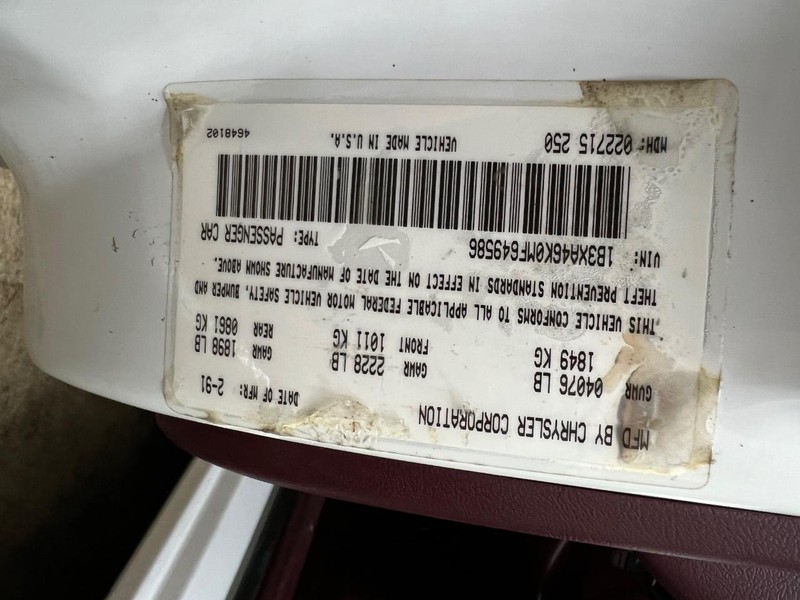 MFD BY CHRYSLER CORPORATION
DATE OF MFR: 2-91
GVWR 04076 LB
1849 KG
GAWR FRONT 2228 LB
1011 KG
GAWR REAR 1898 LB
0861 KG
THIS VEHICLE CONFORMS TO ALL APPLICABLE FEDERAL MOTOR VEHICLE SAFETY, BUMPER AND
THEFT PREVENTION STANDARDS IN EFFECT ON THE DATE OF MANUFACTURE SHOWN ABOVE.
VIN: 1B3XA46K0MF649586 TYPE: PASSENGER CAR
MDH: 022715 250 VEHICLE MADE IN U.S.A. 4648102